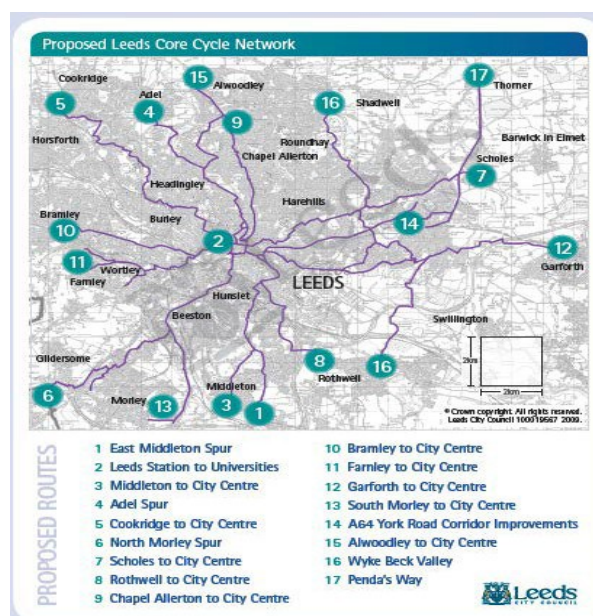 Proposed Leeds Core Cycle Network
Cookridge
15
Alwoodley
17
Thorner
5
Adel
4
9
16
Shadwell
Horsforth
Roundhay
Barwick in Elmet
Chapel Allerton
Scholes
7
Headingley
Harehills
Bramley
Burley
10
2
14
12
11
Wortley
Farnley
LEEDS
Garforth
Hunslet
Beeston
Swillington
Gildersome
2km
8
16
Rothwell
2km
6
Middleton
Morley
13
3
1
© Crown copyright. All rights reserved.
Leeds City Council 100019567 2009.
PROPOSED ROUTES
1 East Middleton Spur
2 Leeds Station to Universities
3 Middleton to City Centre
4 Adel Spur
5 Cookridge to City Centre
6 North Morley Spur
7 Scholes to City Centre
8 Rothwell to City Centre
9 Chapel Allerton to City Centre
10 Bramley to City Centre
11 Farnley to City Centre
12 Garforth to City Centre
13 South Morley to City Centre
14 A64 York Road Corridor Improvements
15 Alwoodley to City Centre
16 Wyke Beck Valley
17 Penda's Way
Leeds
CITY COUNCIL